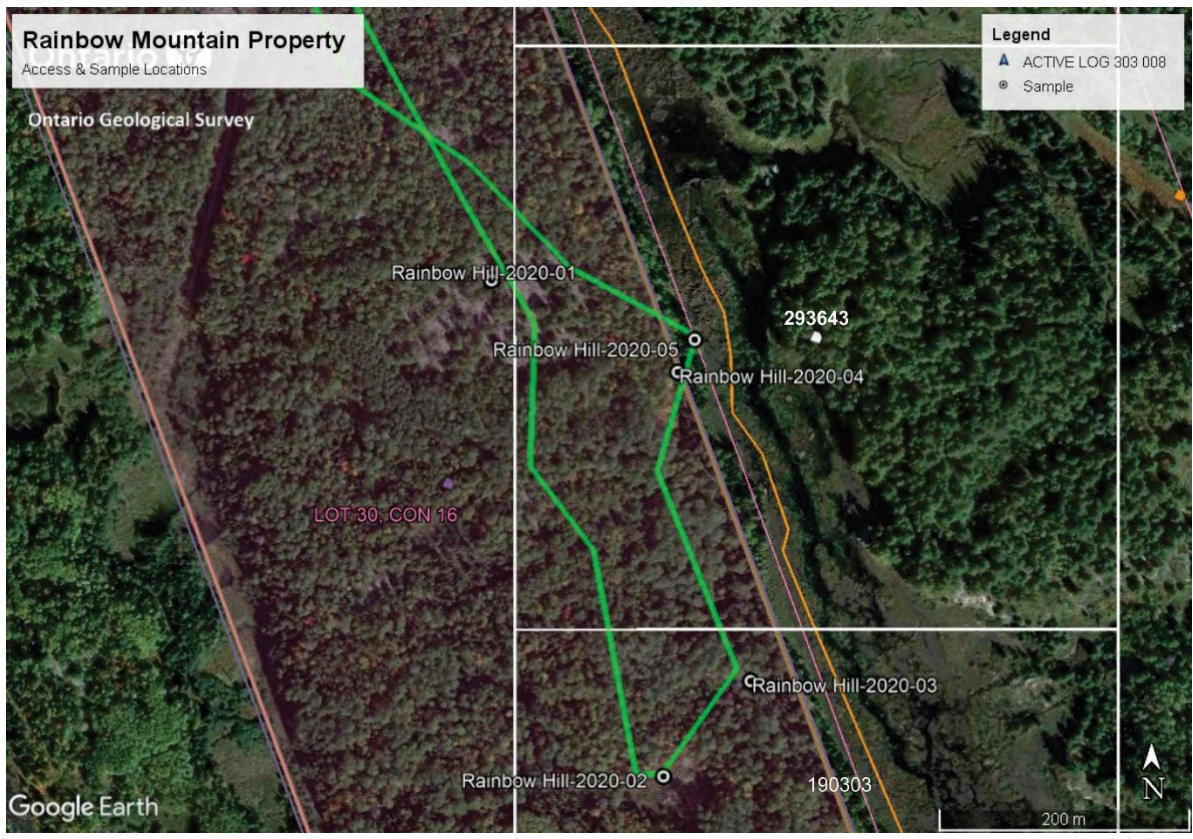 Rainbow Mountain Property
Access & Sample Locations
Ontario
Ontario Geological Survey
Legend
ACTIVE LOG 303 008
Sample
Rainbow Hill-2020-01
293643
Rainbow Hill-2020-05
Rainbow Hill-2020-04
LOT 30, CON 16
Rainbow Hill-2020-03
Rainbow Hill-2020-02
190303
N
Google Earth
200 m